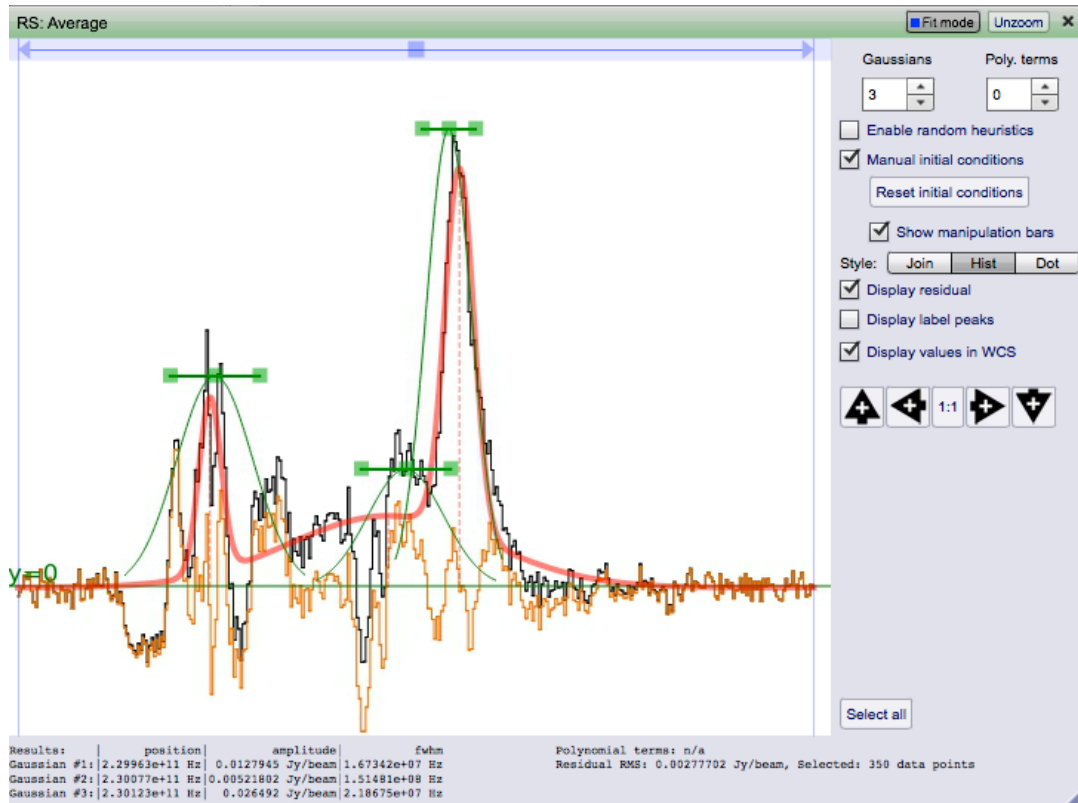 RS: Average
Fit mode
Unzoom
×
Gaussians
Poly. terms
3
0
Enable random heuristics
Manual initial conditions
Reset initial conditions
Show manipulation bars
Style:
Join
Hist
Dot
Display residual
Display label peaks
Display values in WCS
1:1
y=0
Select all
Results: | position| amplitude| fwhm
Gaussian #1:|2.29963e+11 Hz| 0.0127945 Jy/beam|1.67342e+07 Hz
Gaussian #2:|2.30077e+11 Hz|0.00521802 Jy/beam|1.51481e+08 Hz
Gaussian #3:|2.30123e+11 Hz| 0.026492 Jy/beam|2.18675e+07 Hz
Polynomial terms: n/a
Residual RMS: 0.00277702 Jy/beam, Selected: 350 data points